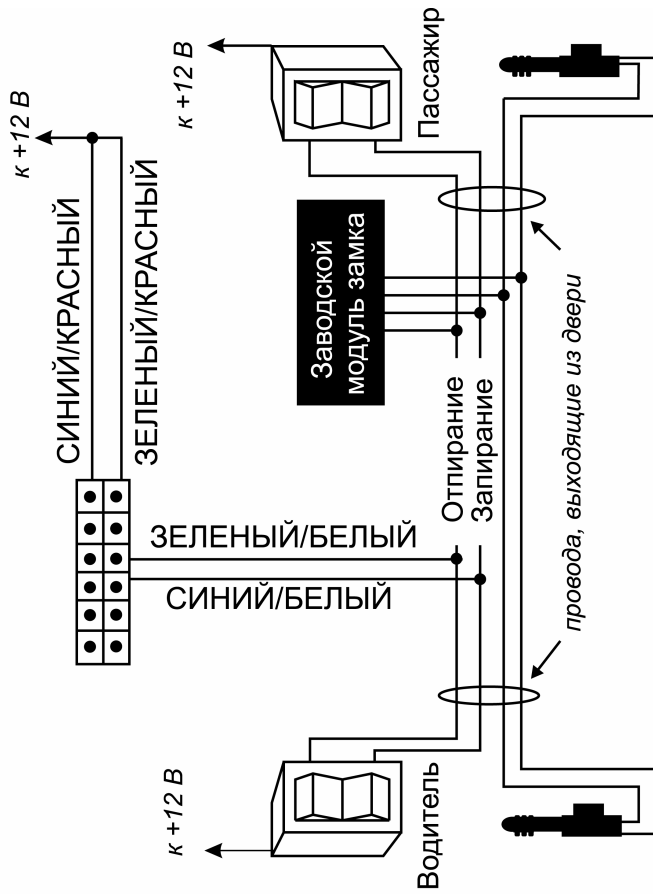 к +12 В
к +12 В
СИНИЙ/КРАСНЫЙ
ЗЕЛЕНЫЙ/КРАСНЫЙ
Пассажир
Заводской
модуль замка
Отпирание
Запирание
ЗЕЛЕНЫЙ/БЕЛЫЙ
СИНИЙ/БЕЛЫЙ
провода, выходящие из двери
к +12 В
Водитель